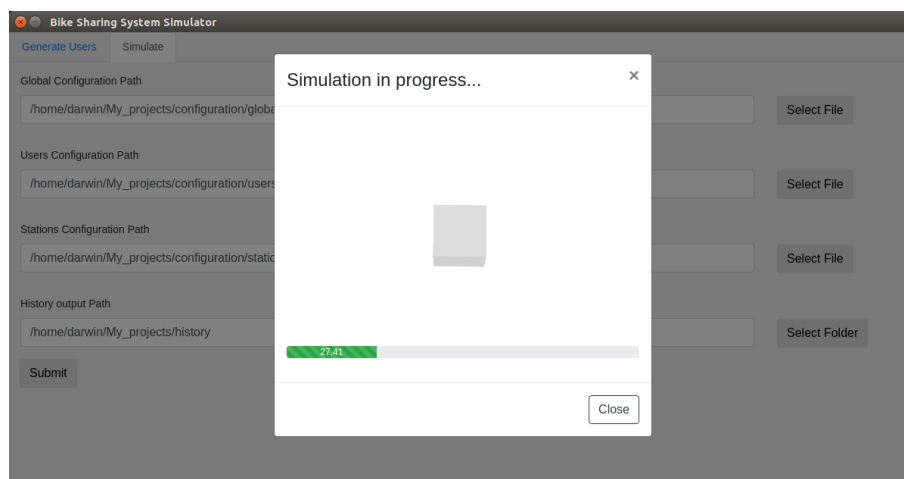 Bike Sharing System Simulator
Generate Users Simulate
Simulation in progress... ×
Global Configuration Path
/home/darwin/My_projects/configuration/globa
Select File
Users Configuration Path
/home/darwin/My_projects/configuration/users
Select File
Stations Configuration Path
/home/darwin/My_projects/configuration/static
Select File
History output Path
/home/darwin/My_projects/history
Select Folder
27.41
Submit
Close